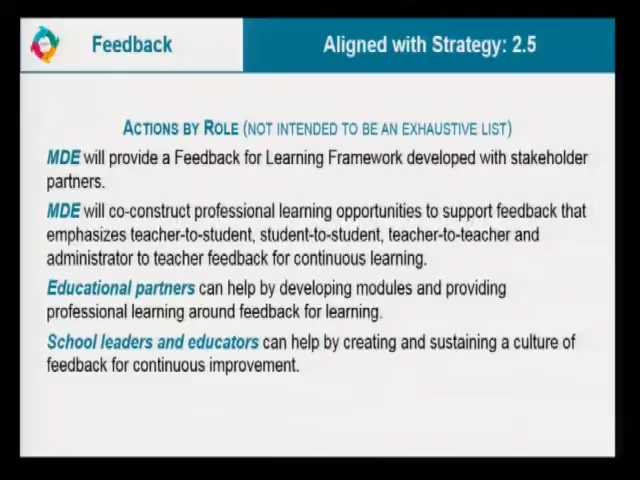 Feedback
Aligned with Strategy: 2.5
ACTIONS BY ROLE (NOT INTENDED TO BE AN EXHAUSTIVE LIST)
MDE will provide a Feedback for Learning Framework developed with stakeholder
partners.
MDE will co-construct professional learning opportunities to support feedback that
emphasizes teacher-to-student, student-to-student, teacher-to-teacher and
administrator to teacher feedback for continuous learning.
Educational partners can help by developing modules and providing
professional learning around feedback for learning.
School leaders and educators can help by creating and sustaining a culture of
feedback for continuous improvement.